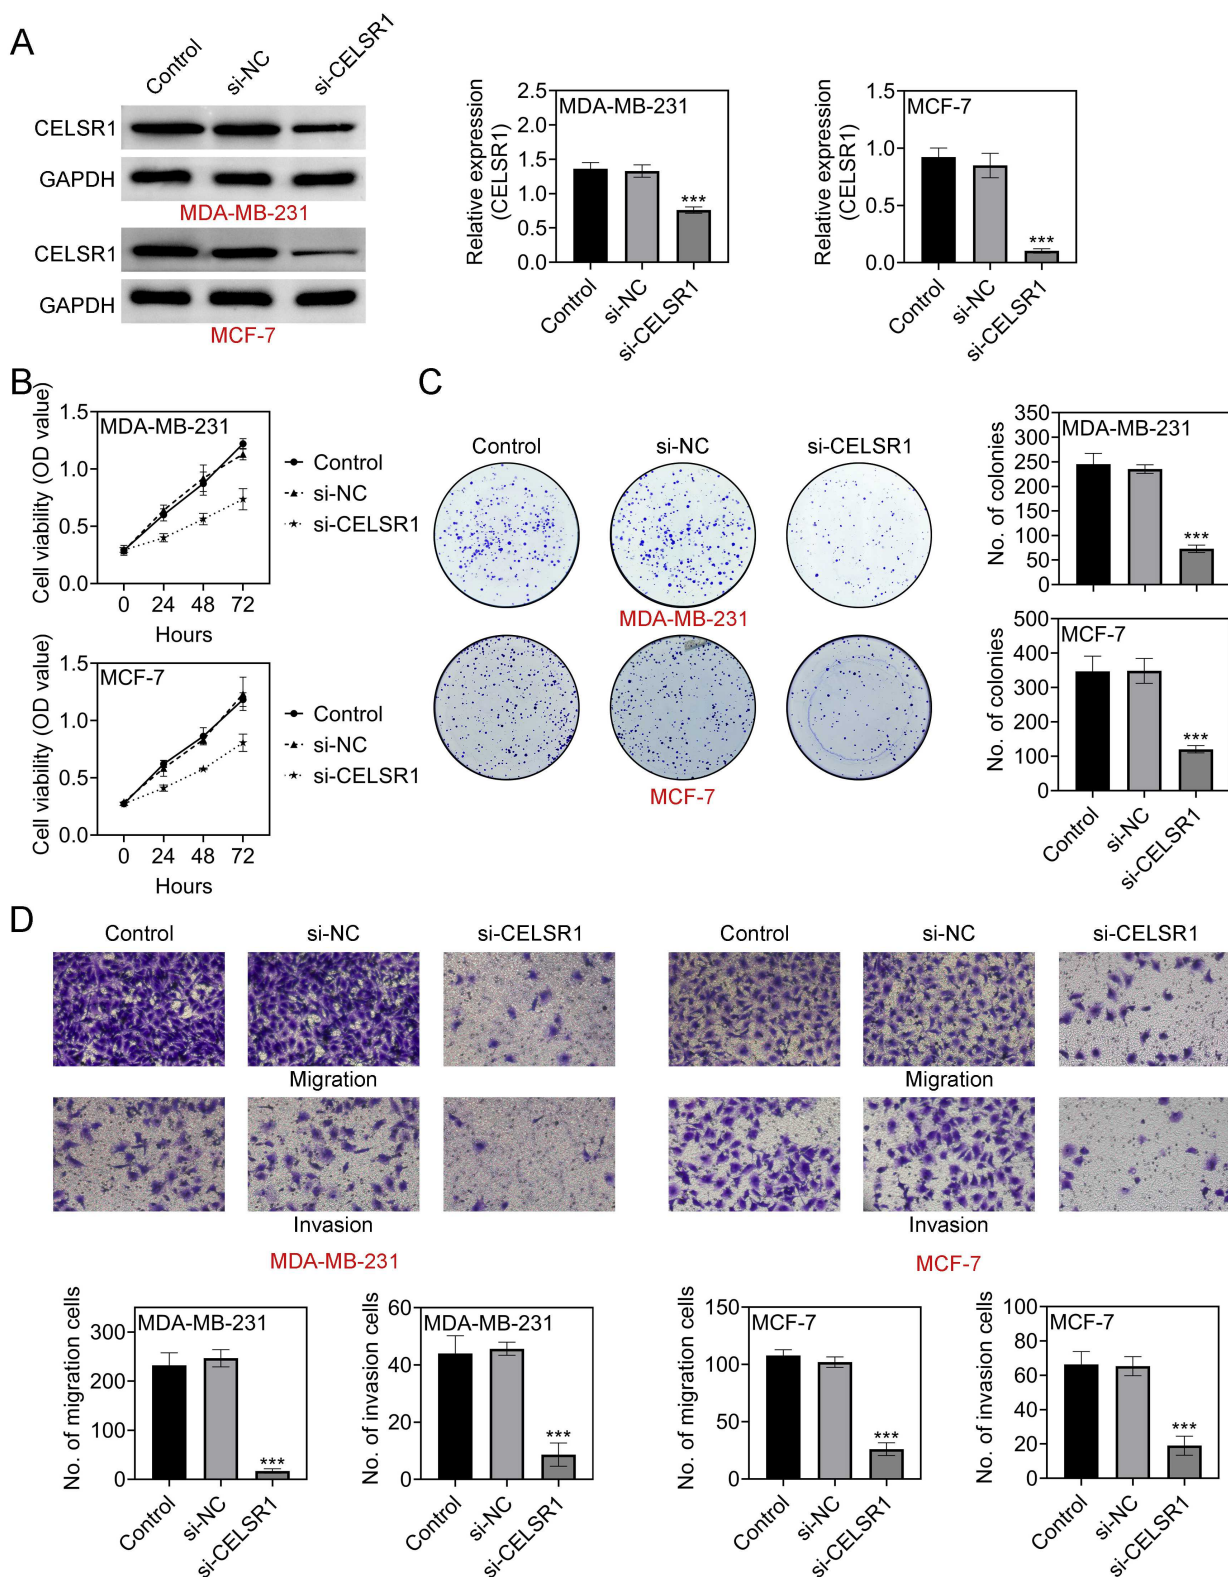 A
Control
si-NC
si-CELSR1
CELSR1
GAPDH
MDA-MB-231
CELSR1
GAPDH
MCF-7
Relative expression
(CELSR1)
2.5
2.0
1.5
1.0
0.5
0.0
MDA-MB-231
***
Control
si-NC
si-CELSR1
Relative expression
(CELSR1)
1.5
1.0
0.5
0.0
MCF-7
***
Control
si-NC
si-CELSR1
B
Cell viability (OD value)
1.5
1.0
0.5
0.0
MDA-MB-231
0 24 48 72
Hours
Control
si-NC
si-CELSR1
Cell viability (OD value)
1.5
1.0
0.5
0.0
MCF-7
0 24 48 72
Hours
Control
si-NC
si-CELSR1
C
Control
si-NC
si-CELSR1
MDA-MB-231
MCF-7
No. of colonies
350
300
250
200
150
100
50
0
MDA-MB-231
***
No. of colonies
500
400
300
200
100
0
MCF-7
***
Control
si-NC
si-CELSR1
D
Control
si-NC
si-CELSR1
Migration
Invasion
MDA-MB-231
Control
si-NC
si-CELSR1
Migration
Invasion
MCF-7
No. of migration cells
300
200
100
0
MDA-MB-231
***
Control
si-NC
si-CELSR1
No. of invasion cells
60
40
20
0
MDA-MB-231
***
Control
si-NC
si-CELSR1
No. of migration cells
150
100
50
0
MCF-7
***
Control
si-NC
si-CELSR1
No. of invasion cells
100
80
60
40
20
0
MCF-7
***
Control
si-NC
si-CELSR1